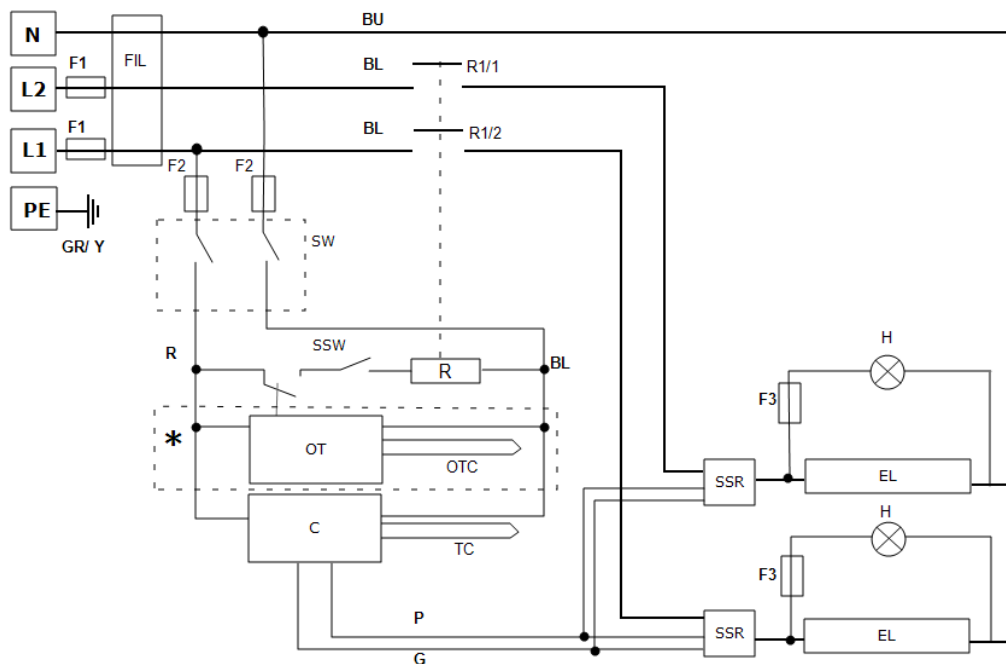 N
BU
F1
FIL
L2
BL
R1/1
F1
L1
BL
R1/2
F2
F2
PE
GR/ Y
SW
R
SSW
R
BL
H
F3
*
OT
OTC
SSR
EL
C
TC
H
F3
P
SSR
EL
G